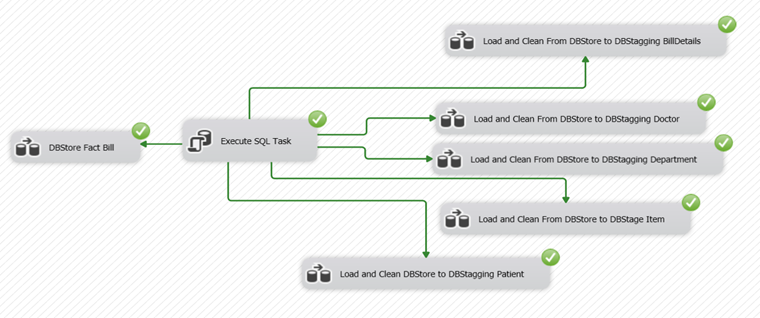 Load and Clean From DBStore to DBStagging BillDetails
Load and Clean From DBStore to DBStagging Doctor
DBStore Fact Bill
Execute SQL Task
Load and Clean From DBStore to DBStagging Department
Load and Clean From DBStore to DBStage Item
Load and Clean DBStore to DBStagging Patient